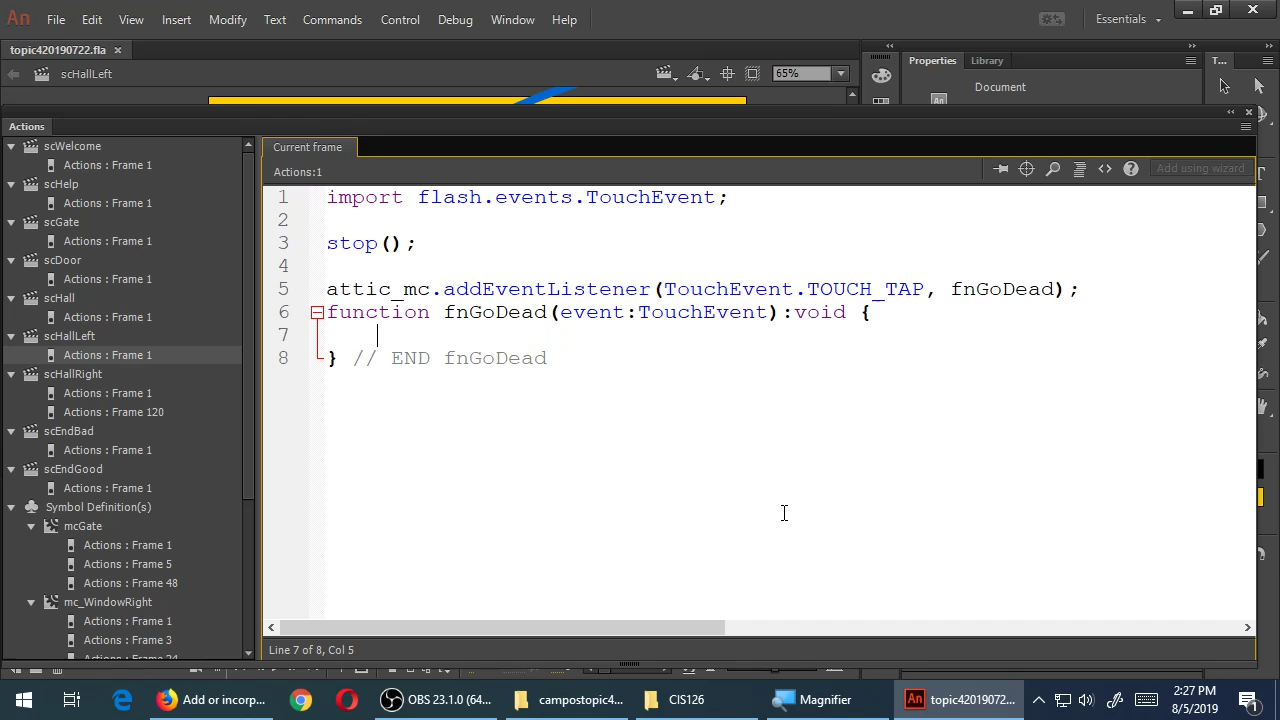 An File Edit View Insert Modify Text Commands Control Debug Window Help Essentials
topic420190722.fla ×
scHallLeft 65%
Properties Library T...
Document
An
Actions
scWelcome
Actions : Frame 1
scHelp
Actions : Frame 1
scGate
Actions : Frame 1
scDoor
Actions : Frame 1
scHall
Actions : Frame 1
scHallLeft
Actions : Frame 1
scHallRight
Actions : Frame 1
Actions : Frame 120
scEndBad
Actions : Frame 1
scEndGood
Actions : Frame 1
Symbol Definition(s)
mcGate
Actions : Frame 1
Actions : Frame 5
Actions : Frame 48
mc_WindowRight
Actions : Frame 1
Actions : Frame 3
Actions : Frame 24
Current frame
Actions:1 Add using wizard
1 import flash.events.TouchEvent;
2
3 stop();
4
5 attic_mc.addEventListener(TouchEvent.TOUCH_TAP, fnGoDead);
6 function fnGoDead(event:TouchEvent):void {
7
8 } // END fnGoDead
Line 7 of 8, Col 5
Add or incorp... OBS 23.1.0 (64... campostopic4... CIS126 Magnifier An topic420190722... 2:27 PM
8/5/2019 1